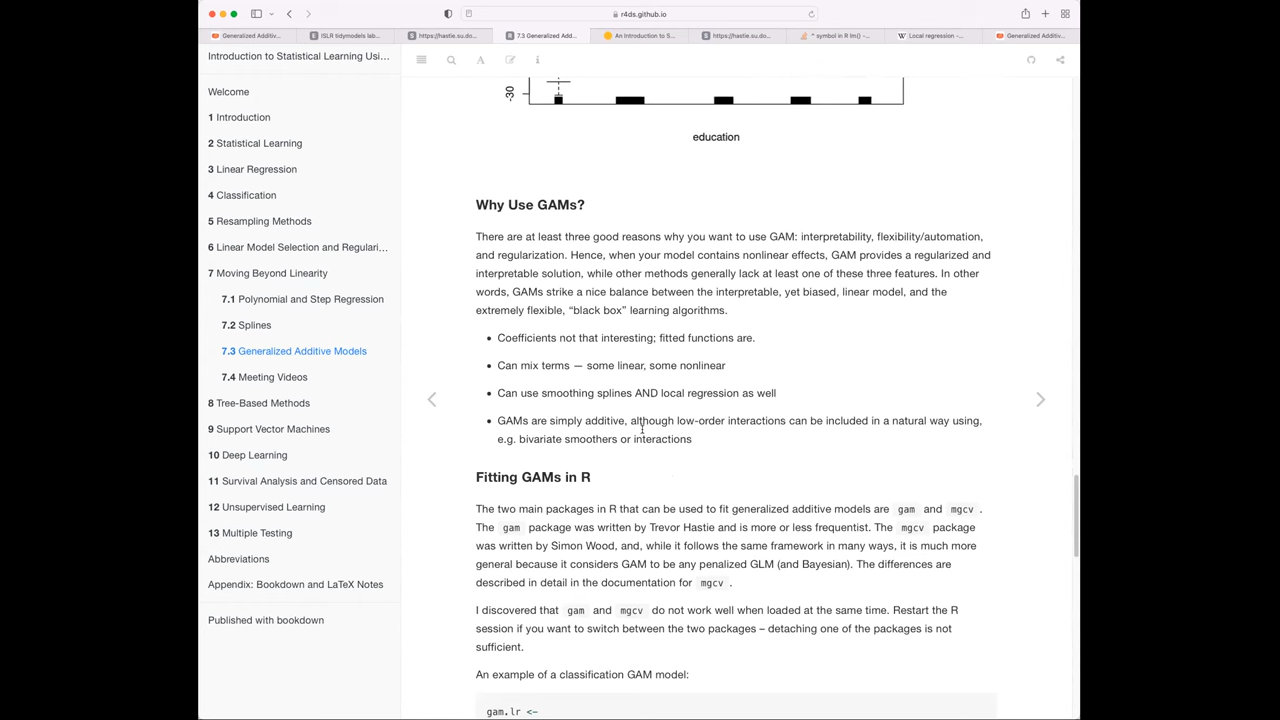 r4ds.github.io
Generalized Additiv...
ISLR tidymodels lab...
https://hastie.su.do...
7.3 Generalized Add...
An Introduction to S...
https://hastie.su.do...
^ symbol in R lm() -...
Local regression -...
Generalized Additiv...
Introduction to Statistical Learning Usi...
Welcome
1 Introduction
2 Statistical Learning
3 Linear Regression
4 Classification
5 Resampling Methods
6 Linear Model Selection and Regulari...
7 Moving Beyond Linearity
7.1 Polynomial and Step Regression
7.2 Splines
7.3 Generalized Additive Models
7.4 Meeting Videos
8 Tree-Based Methods
9 Support Vector Machines
10 Deep Learning
11 Survival Analysis and Censored Data
12 Unsupervised Learning
13 Multiple Testing
Abbreviations
Appendix: Bookdown and LaTeX Notes
Published with bookdown
-30
education
Why Use GAMs?
There are at least three good reasons why you want to use GAM: interpretability, flexibility/automation,
and regularization. Hence, when your model contains nonlinear effects, GAM provides a regularized and
interpretable solution, while other methods generally lack at least one of these three features. In other
words, GAMs strike a nice balance between the interpretable, yet biased, linear model, and the
extremely flexible, “black box” learning algorithms.
• Coefficients not that interesting; fitted functions are.
• Can mix terms — some linear, some nonlinear
• Can use smoothing splines AND local regression as well
• GAMs are simply additive, although low-order interactions can be included in a natural way using,
e.g. bivariate smoothers or interactions
Fitting GAMs in R
The two main packages in R that can be used to fit generalized additive models are gam and mgcv .
The gam package was written by Trevor Hastie and is more or less frequentist. The mgcv package
was written by Simon Wood, and, while it follows the same framework in many ways, it is much more
general because it considers GAM to be any penalized GLM (and Bayesian). The differences are
described in detail in the documentation for mgcv .
I discovered that gam and mgcv do not work well when loaded at the same time. Restart the R
session if you want to switch between the two packages – detaching one of the packages is not
sufficient.
An example of a classification GAM model:
gam.lr <-